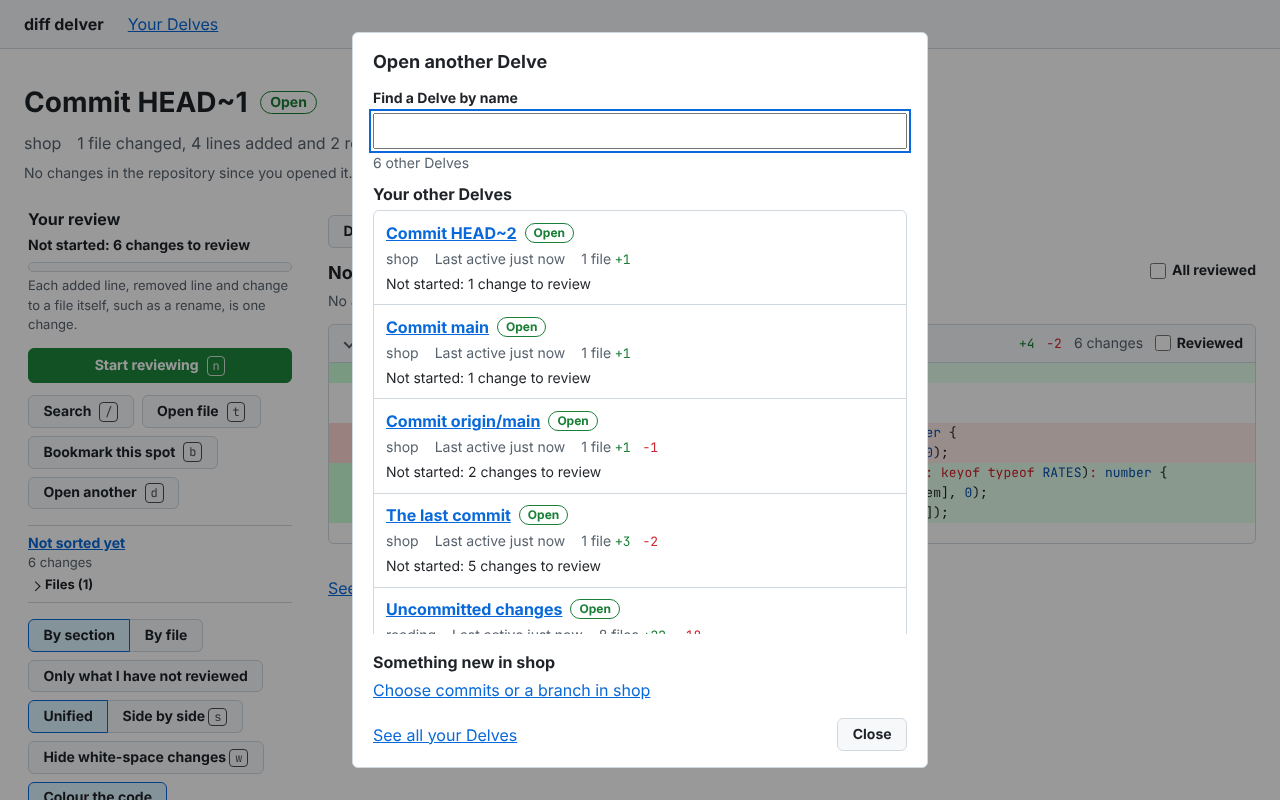 diff delver Your Delves
Commit HEAD~1 Open
shop 1 file changed, 4 lines added and 2 re
No changes in the repository since you opened it.
Your review
Not started: 6 changes to review
Each added line, removed line and change
to a file itself, such as a rename, is one
change.
Start reviewing n
Search / Open file t
Bookmark this spot b
Open another d
Not sorted yet
6 changes
Files (1)
By section By file
Only what I have not reviewed
Unified Side by side s
Hide white-space changes w
Colour the code
Open another Delve
Find a Delve by name
6 other Delves
Your other Delves
Commit HEAD~2 Open
shop Last active just now 1 file +1
Not started: 1 change to review
Commit main Open
shop Last active just now 1 file +1
Not started: 1 change to review
Commit origin/main Open
shop Last active just now 1 file +1 -1
Not started: 2 changes to review
The last commit Open
shop Last active just now 1 file +3 -2
Not started: 5 changes to review
Uncommitted changes Open
Something new in shop
Choose commits or a branch in shop
See all your Delves Close
D
No
No
See
All reviewed
+4 -2 6 changes Reviewed
er {
0);
: keyof typeof RATES): number {
em], 0);
]);